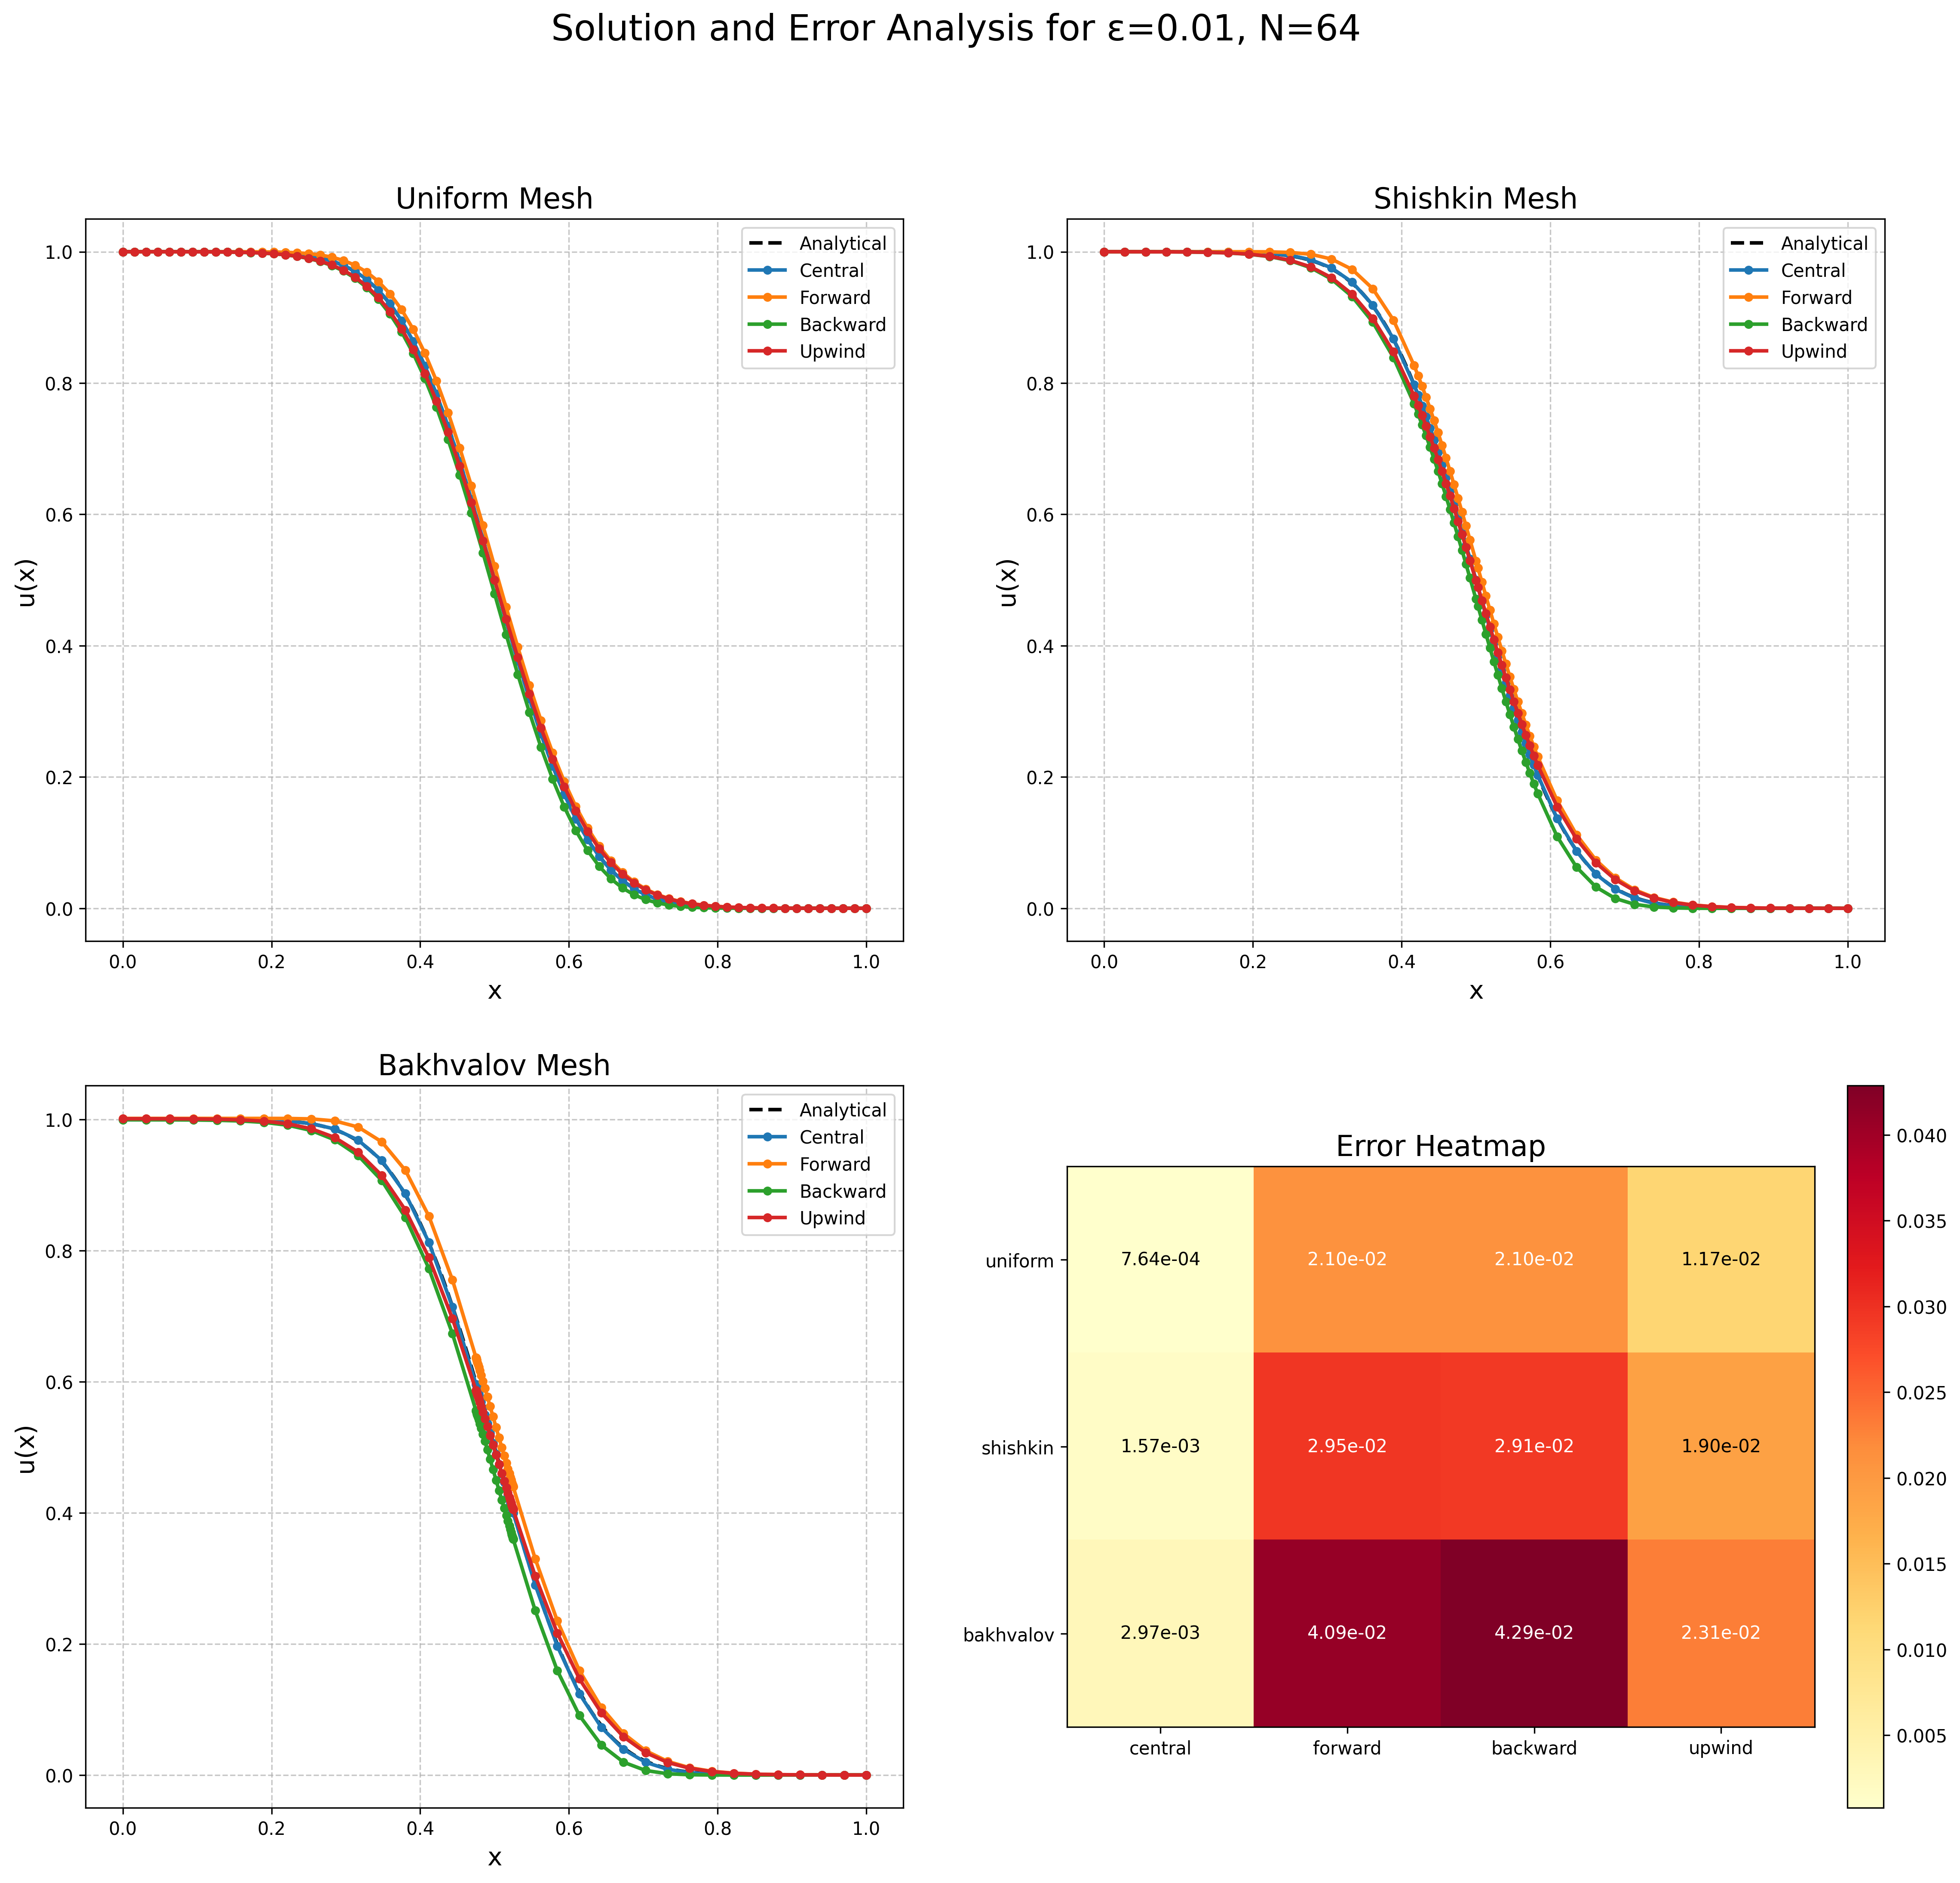 Solution and Error Analysis for ε=0.01, N=64
Uniform Mesh
1.0
0.8
0.6
0.4
0.2
0.0
u(x)
0.0 0.2 0.4 0.6 0.8 1.0
x
Analytical
Central
Forward
Backward
Upwind
Shishkin Mesh
1.0
0.8
0.6
0.4
0.2
0.0
u(x)
0.0 0.2 0.4 0.6 0.8 1.0
x
Analytical
Central
Forward
Backward
Upwind
Bakhvalov Mesh
1.0
0.8
0.6
0.4
0.2
0.0
u(x)
0.0 0.2 0.4 0.6 0.8 1.0
x
Analytical
Central
Forward
Backward
Upwind
Error Heatmap
uniform 7.64e-04 2.10e-02 2.10e-02 1.17e-02
shishkin 1.57e-03 2.95e-02 2.91e-02 1.90e-02
bakhvalov 2.97e-03 4.09e-02 4.29e-02 2.31e-02
central forward backward upwind
0.040
0.035
0.030
0.025
0.020
0.015
0.010
0.005